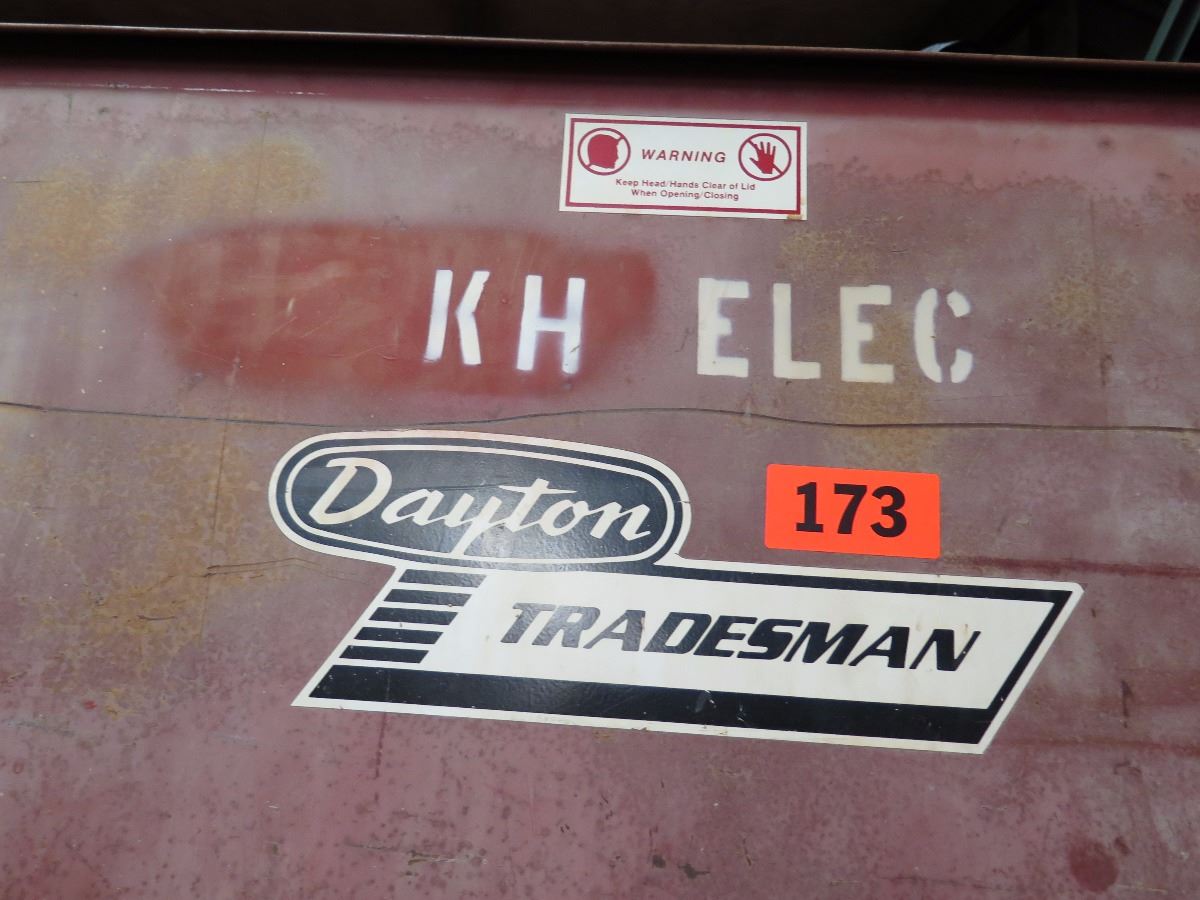 WARNING
Keep Head/Hands Clear of Lid
When Opening/Closing
KH ELEC
Dayton
173
TRADESMAN